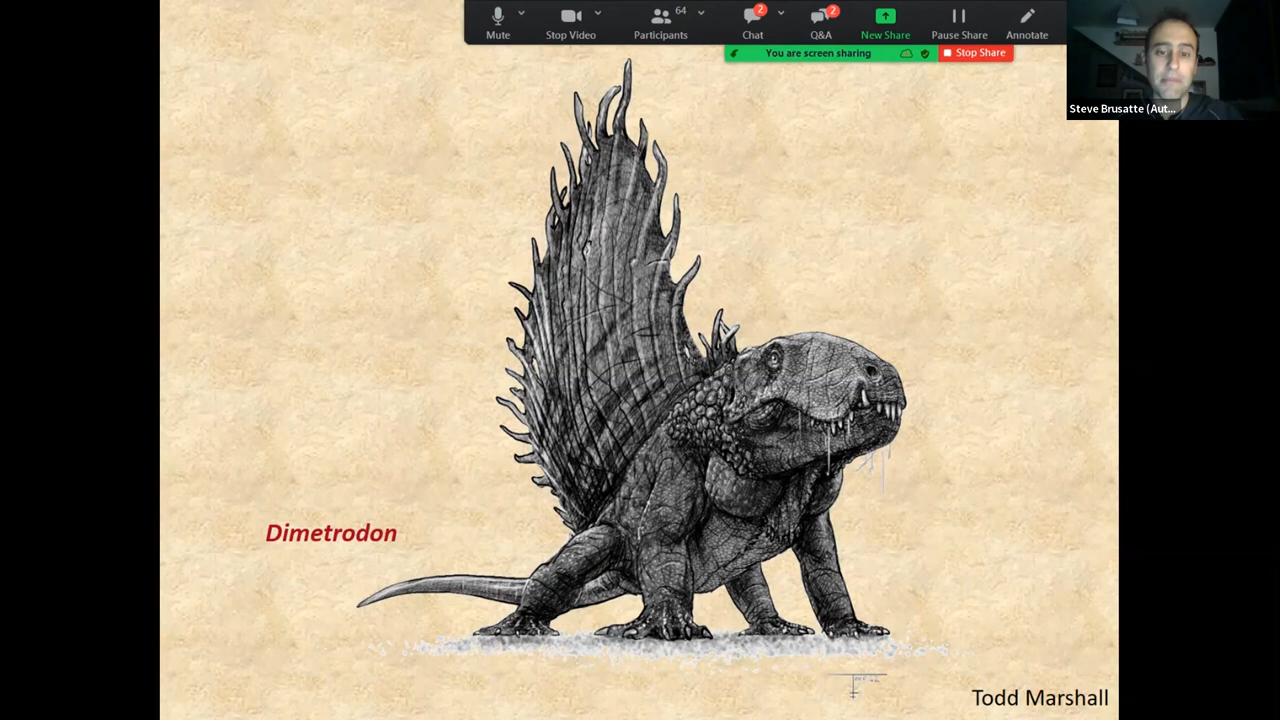 64
2
2
Mute
Stop Video
Participants
Chat
Q&A
New Share
Pause Share
Annotate
You are screen sharing
Stop Share
Steve Brusatte (Aut...
Dimetrodon
Todd Marshall